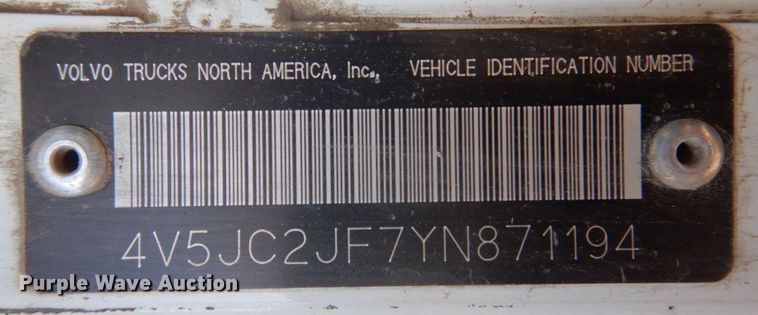 VOLVO TRUCKS NORTH AMERICA, Inc., VEHICLE IDENTIFICATION NUMBER
4V5JC2JF7YN871194
Purple Wave Auction